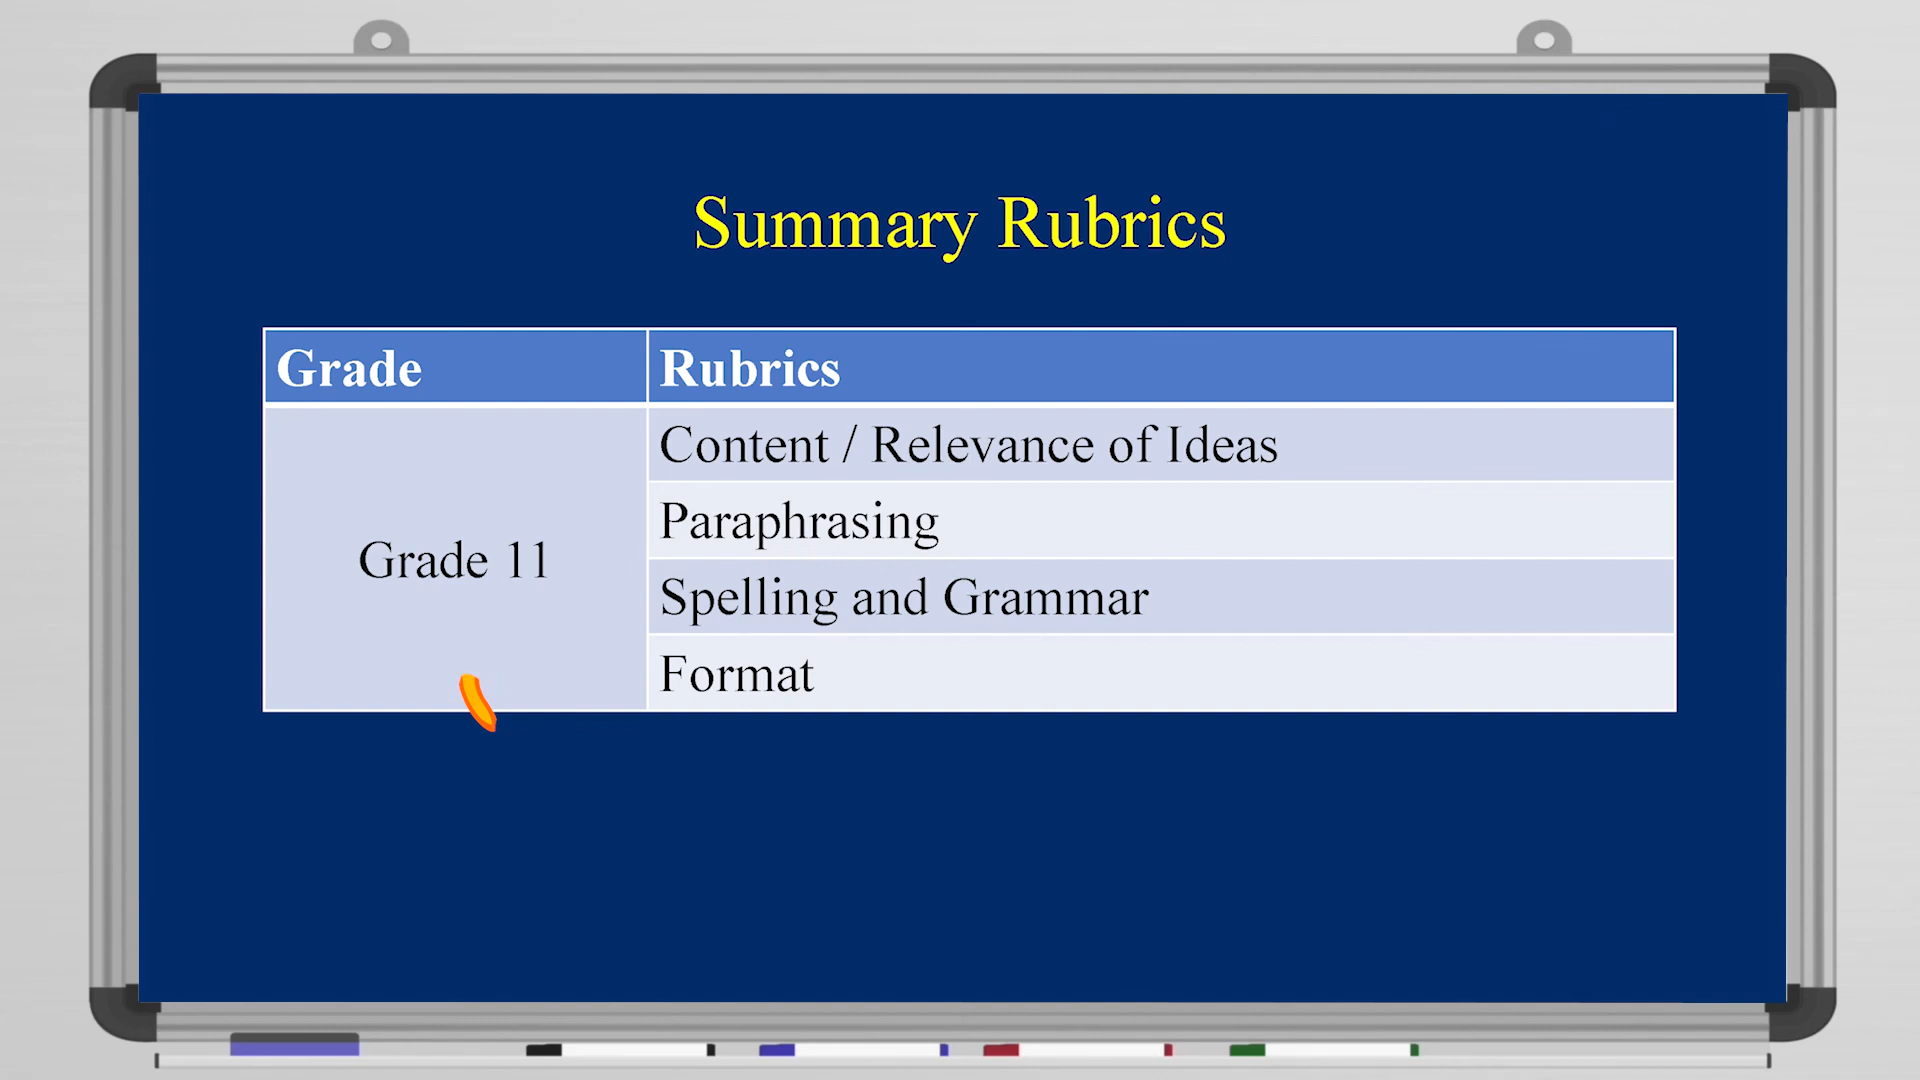 Summary Rubrics
Grade
Rubrics
Grade 11
Content / Relevance of Ideas
Paraphrasing
Spelling and Grammar
Format